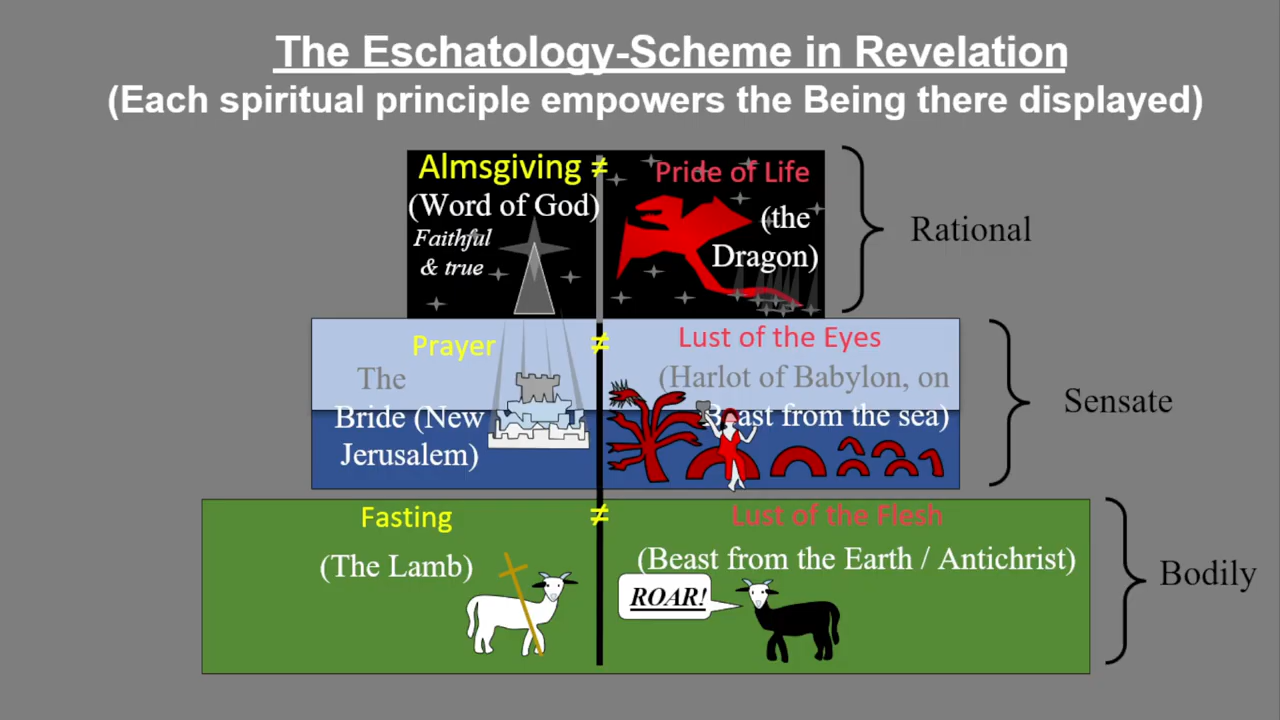 The Eschatology-Scheme in Revelation
(Each spiritual principle empowers the Being there displayed)
Almsgiving ≠ Pride of Life
(Word of God)
Faithful
& true
(the
Dragon)
Rational
Prayer ≠ Lust of the Eyes
The
Bride (New
Jerusalem)
(Harlot of Babylon, on
Beast from the sea)
Sensate
Fasting ≠ Lust of the Flesh
(The Lamb)
(Beast from the Earth / Antichrist)
ROAR!
Bodily